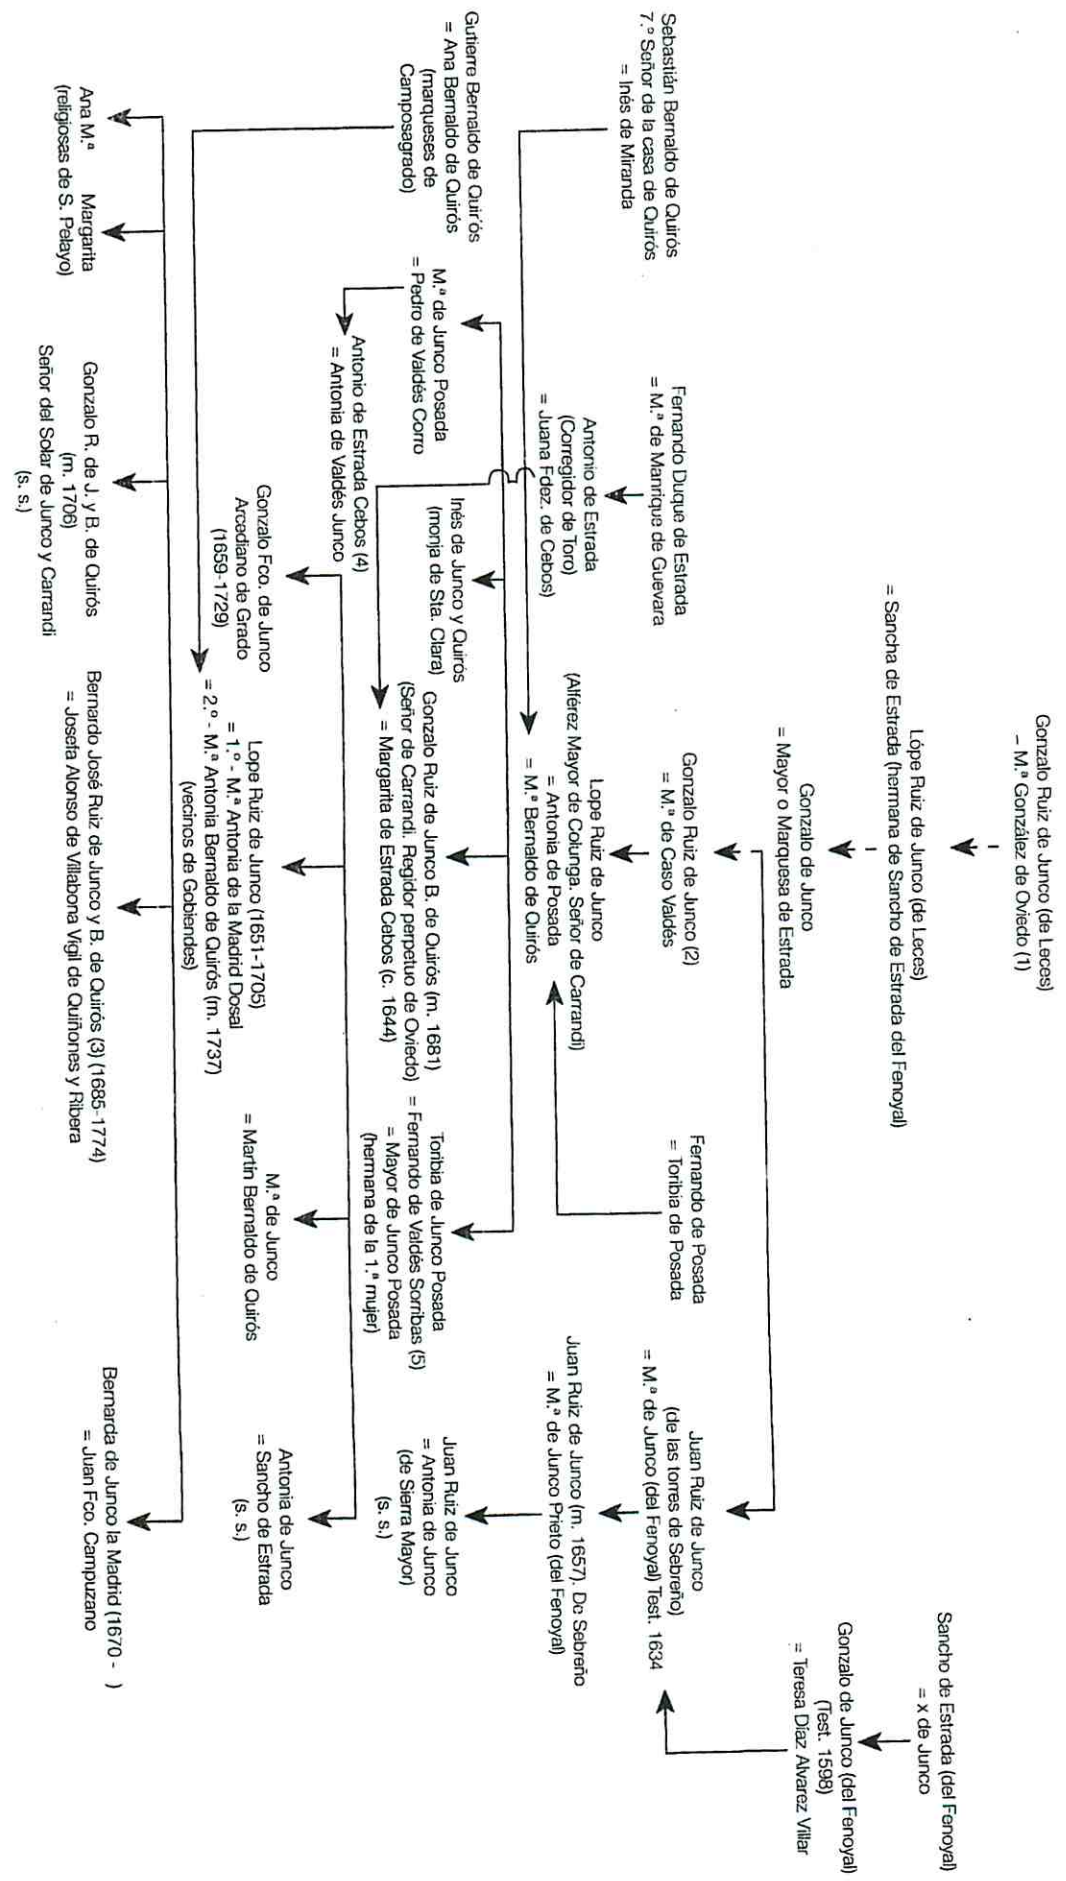 Gonzalo Ruiz de Junco (de Leces)
– M.ª González de Oviedo (1)
Lópe Ruiz de Junco (de Leces)
= Sancha de Estrada (hermana de Sancho de Estrada del Fenoyal)
Sancho de Estrada (del Fenoyal)
= x de Junco
Gonzalo de Junco
= Mayor o Marquesa de Estrada
Gonzalo de Junco (del Fenoyal)
(Test. 1598)
= Teresa Díaz Alvarez Villar
Sebastián Bernaldo de Quirós
7.º Señor de la casa de Quirós
= Inés de Miranda
Fernando Duque de Estrada
= M.ª de Manrique de Guevara
Gonzalo Ruiz de Junco (2)
= M.ª de Caso Valdés
Fernando de Posada
= Toribia de Posada
Juan Ruiz de Junco
(de las torres de Sebreño)
= M.ª de Junco (del Fenoyal) Test. 1634
Antonio de Estrada
(Corregidor de Toro)
= Juana Fdez. de Cebos)
Lope Ruiz de Junco
(Alférez Mayor de Colunga. Señor de Carrandi)
= Antonia de Posada
= M.ª Bernaldo de Quirós
Juan Ruiz de Junco (m. 1657). De Sebreño
= M.ª de Junco Prieto (del Fenoyal)
Gutierre Bernaldo de Quir'ós
= Ana Bernaldo de Quirós
(marqueses de
Camposagrado)
M.ª de Junco Posada
= Pedro de Valdés Corro
Inés de Junco y Quirós
(monja de Sta. Clara)
Gonzalo Ruiz de Junco B. de Quirós (m. 1681)
(Señor de Carrandi. Regidor perpetuo de Oviedo)
= Margarita de Estrada Cebos (c. 1644)
Toribia de Junco Posada
= Fernando de Valdés Sorribas (5)
= Mayor de Junco Posada
(hermana de la 1.ª mujer)
Juan Ruiz de Junco
= Antonia de Junco
(de Sierra Mayor)
(s. s.)
Antonio de Estrada Cebos (4)
= Antonia de Valdés Junco
Gonzalo Fco. de Junco
Arcediano de Grado
(1659-1729)
Lope Ruiz de Junco (1651-1705)
= 1.º - M.ª Antonia de la Madrid Dosal
= 2.º - M.ª Antonia Bernaldo de Quirós (m. 1737)
(vecinos de Gobiendes)
M.ª de Junco
= Martín Bernaldo de Quirós
Antonia de Junco
= Sancho de Estrada
(s. s.)
Ana M.ª Margarita
(religiosas de S. Pelayo)
Gonzalo R. de J. y B. de Quirós
(m. 1706)
Señor del Solar de Junco y Carrandi
(s. s.)
Bernardo José Ruiz de Junco y B. de Quirós (3) (1685-1774)
= Josefa Alonso de Villabona Vigil de Quiñones y Ribera
Bernarda de Junco la Madrid (1670 - )
= Juan Fco. Campuzano